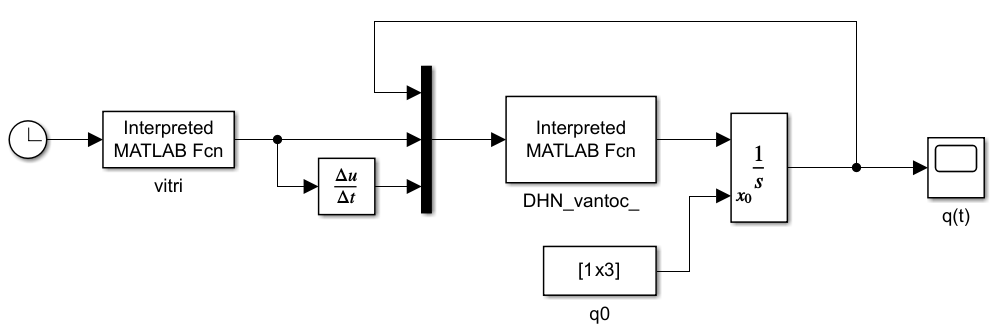 Interpreted
MATLAB Fcn
vitri
Δu
Δt
Interpreted
MATLAB Fcn
DHN_vantoc_
1
s
x0
[1x3]
q0
q(t)